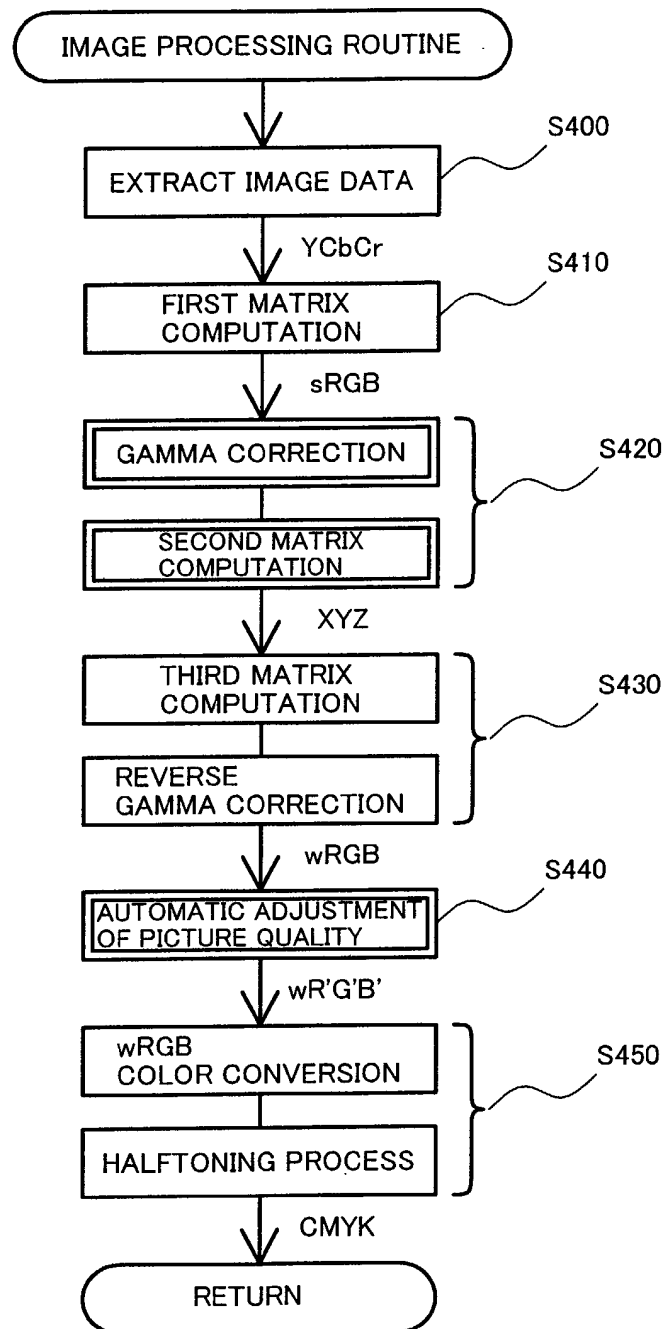 IMAGE PROCESSING ROUTINE
S400
EXTRACT IMAGE DATA
YCbCr
S410
FIRST MATRIX
COMPUTATION
sRGB
GAMMA CORRECTION
S420
SECOND MATRIX
COMPUTATION
XYZ
THIRD MATRIX
COMPUTATION
S430
REVERSE
GAMMA CORRECTION
wRGB
S440
AUTOMATIC ADJUSTMENT
OF PICTURE QUALITY
wR'G'B'
wRGB
COLOR CONVERSION
S450
HALFTONING PROCESS
CMYK
RETURN